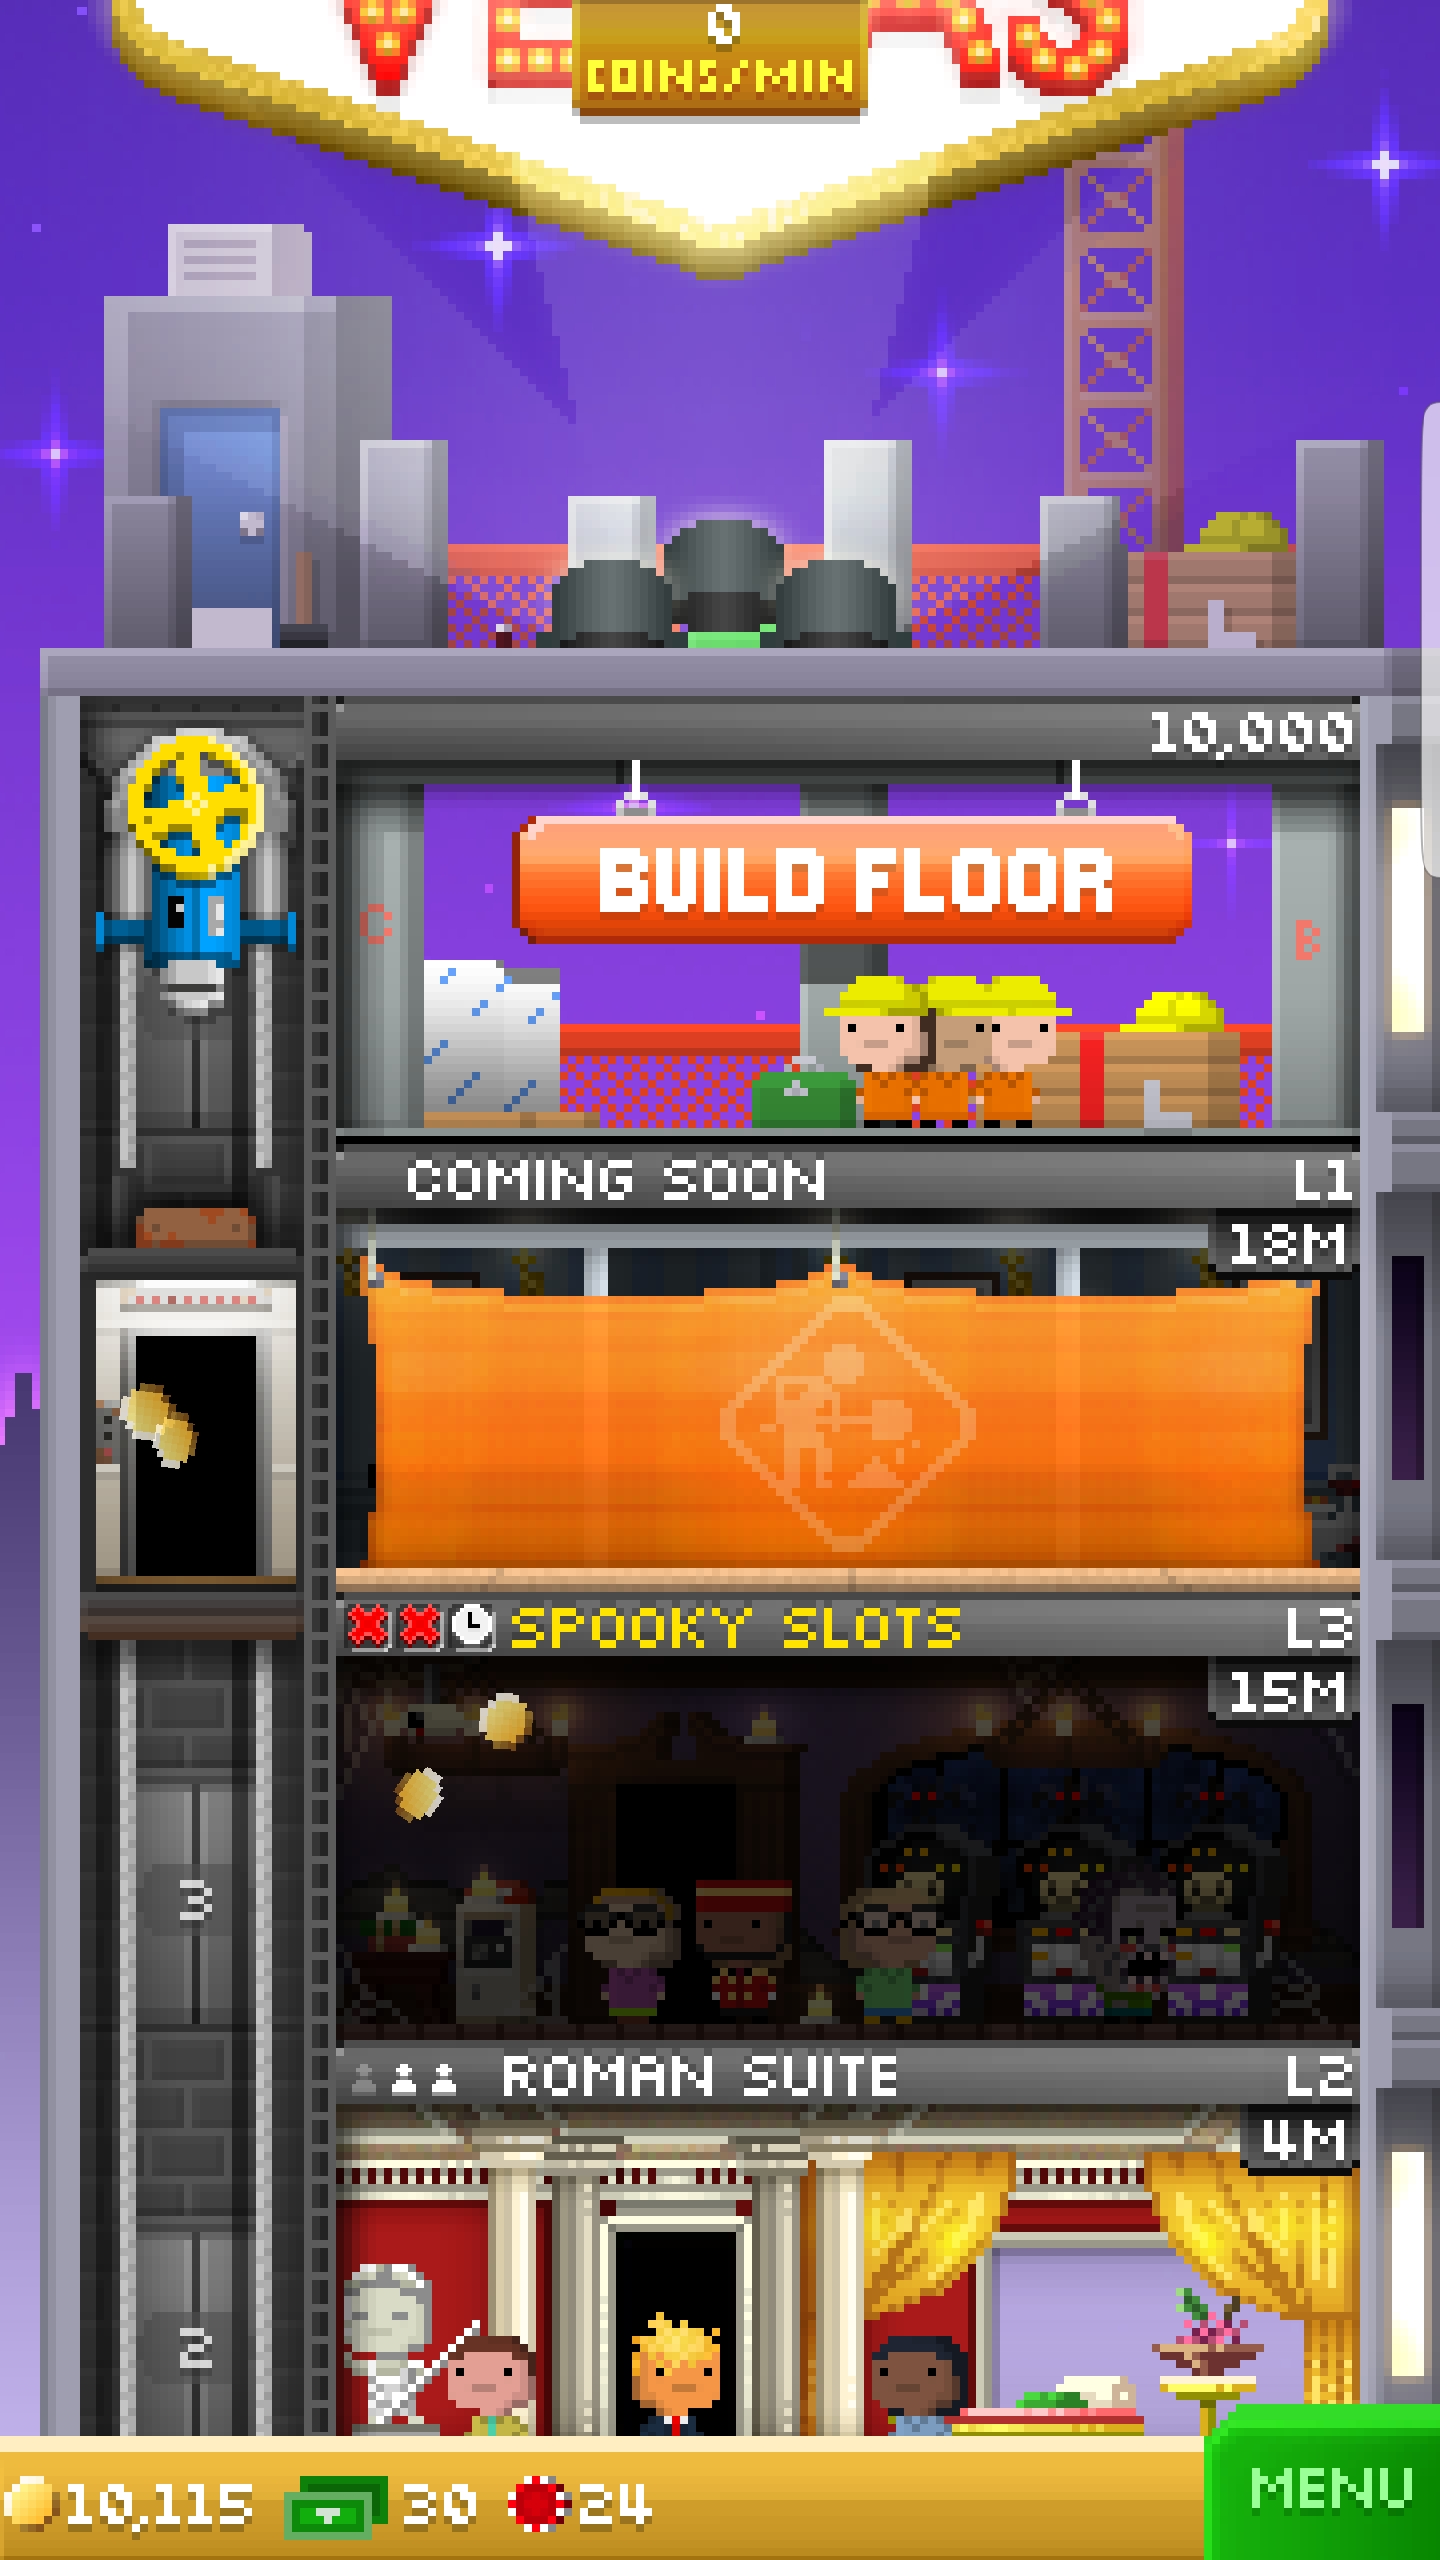 VEGAS
0
COINS/MIN
10,000
BUILD FLOOR
C
B
COMING SOON
L1
18M
SPOOKY SLOTS
L3
15M
3
ROMAN SUITE
L2
4M
2
10,115
30
24
MENU